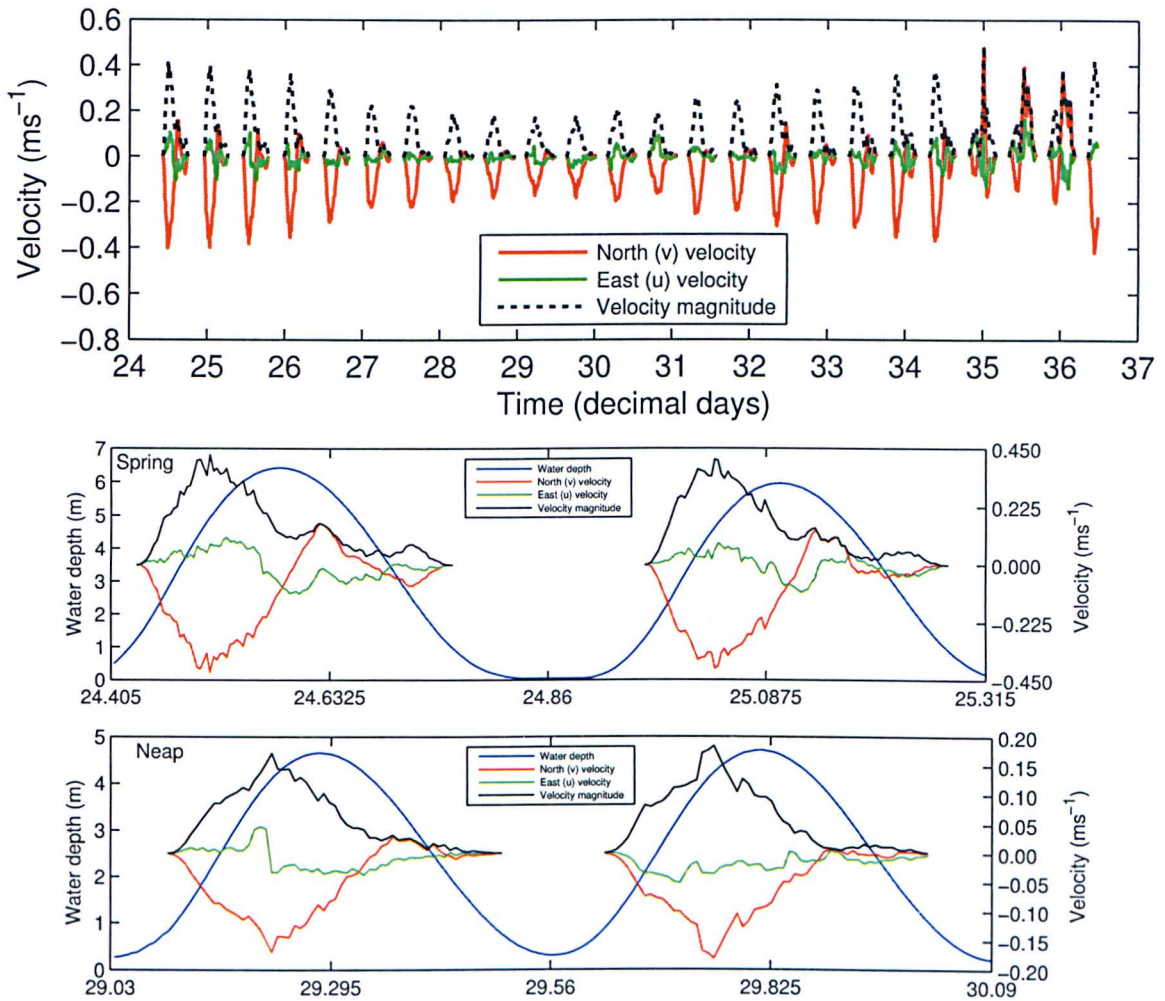 0.6
0.4
0.2
0
−0.2
−0.4
−0.6
−0.8
Velocity (ms⁻¹)
North (v) velocity
East (u) velocity
Velocity magnitude
24 25 26 27 28 29 30 31 32 33 34 35 36 37
Time (decimal days)
Spring
7
6
5
4
3
2
1
0
Water depth (m)
Water depth
North (v) velocity
East (u) velocity
Velocity magnitude
0.450
0.225
0.000
−0.225
−0.450
Velocity (ms⁻¹)
24.405 24.6325 24.86 25.0875 25.315
Neap
5
4
3
2
1
0
Water depth (m)
Water depth
North (v) velocity
East (u) velocity
Velocity magnitude
0.20
0.15
0.10
0.05
0.00
−0.05
−0.10
−0.15
−0.20
Velocity (ms⁻¹)
29.03 29.295 29.56 29.825 30.09